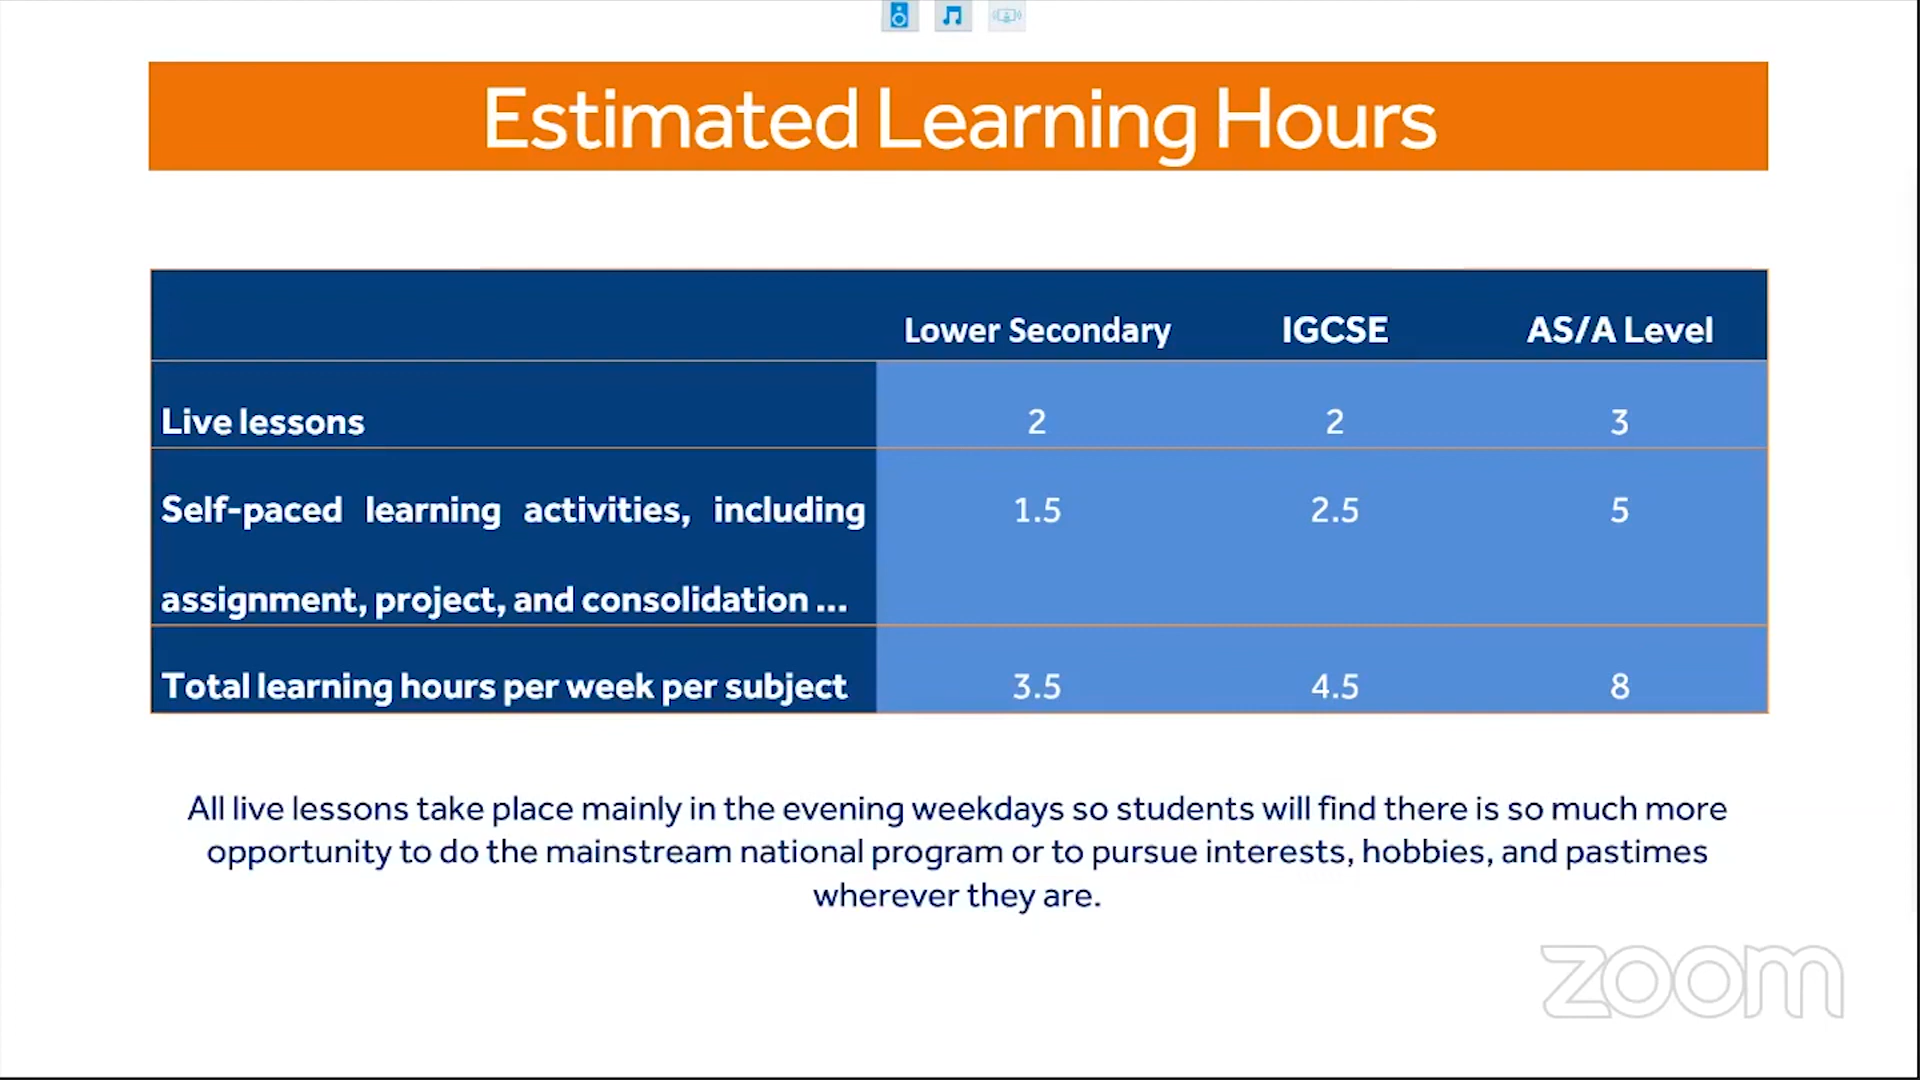 Estimated Learning Hours
Lower Secondary IGCSE AS/A Level
Live lessons 2 2 3
Self-paced learning activities, including 1.5 2.5 5
assignment, project, and consolidation ...
Total learning hours per week per subject 3.5 4.5 8
All live lessons take place mainly in the evening weekdays so students will find there is so much more
opportunity to do the mainstream national program or to pursue interests, hobbies, and pastimes
wherever they are.
zoom